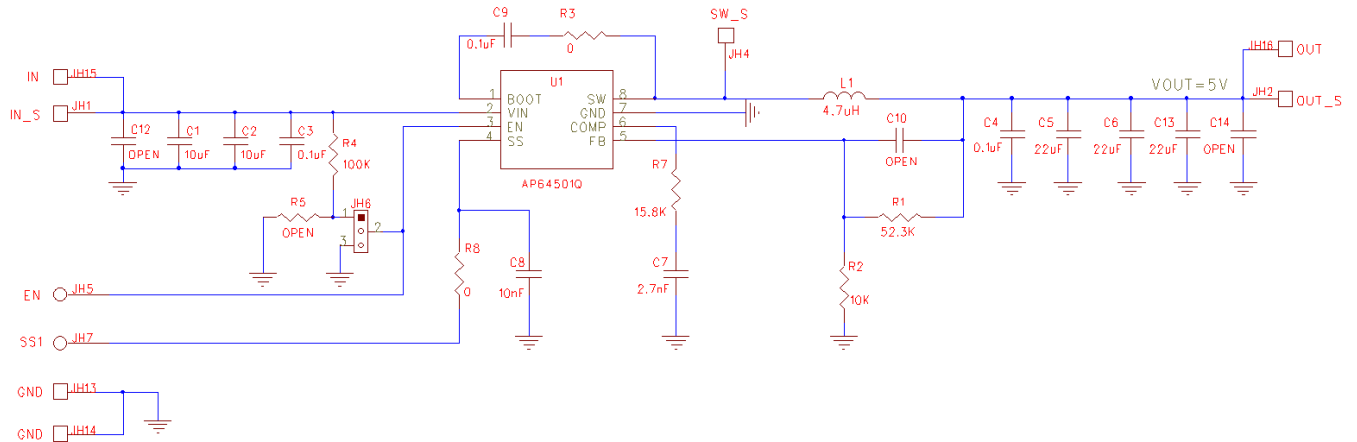 C9
0.1uF
R3
0
SW_S
JH4
U1
AP64501Q
1 BOOT
2 VIN
3 EN
4 SS
SW 8
GND 7
COMP 6
FB 5
IN JH15
IN_S JH1
C12
OPEN
C1
10uF
C2
10uF
C3
0.1uF
R4
100K
R5
OPEN
JH6
1
2
3
L1
4.7uH
VOUT=5V
JH16 OUT
JH2 OUT_S
C10
OPEN
C4
0.1uF
C5
22uF
C6
22uF
C13
22uF
C14
OPEN
R7
15.8K
C7
2.7nF
R1
52.3K
R2
10K
R8
0
C8
10nF
EN JH5
SS1 JH7
GND JH13
GND JH14